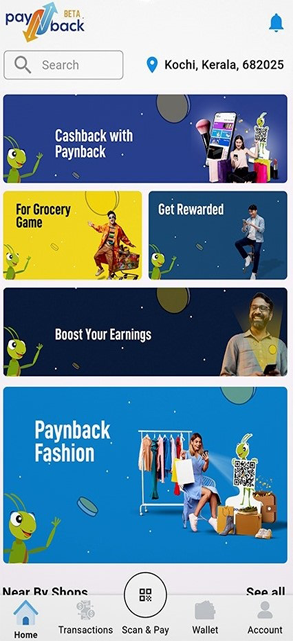 payNback BETA
Search
Kochi, Kerala, 682025
Cashback with
Paynback
For Grocery
Game
Get Rewarded
Boost Your Earnings
Paynback
Fashion
Near By Shops See all
Home Transactions Scan & Pay Wallet Account